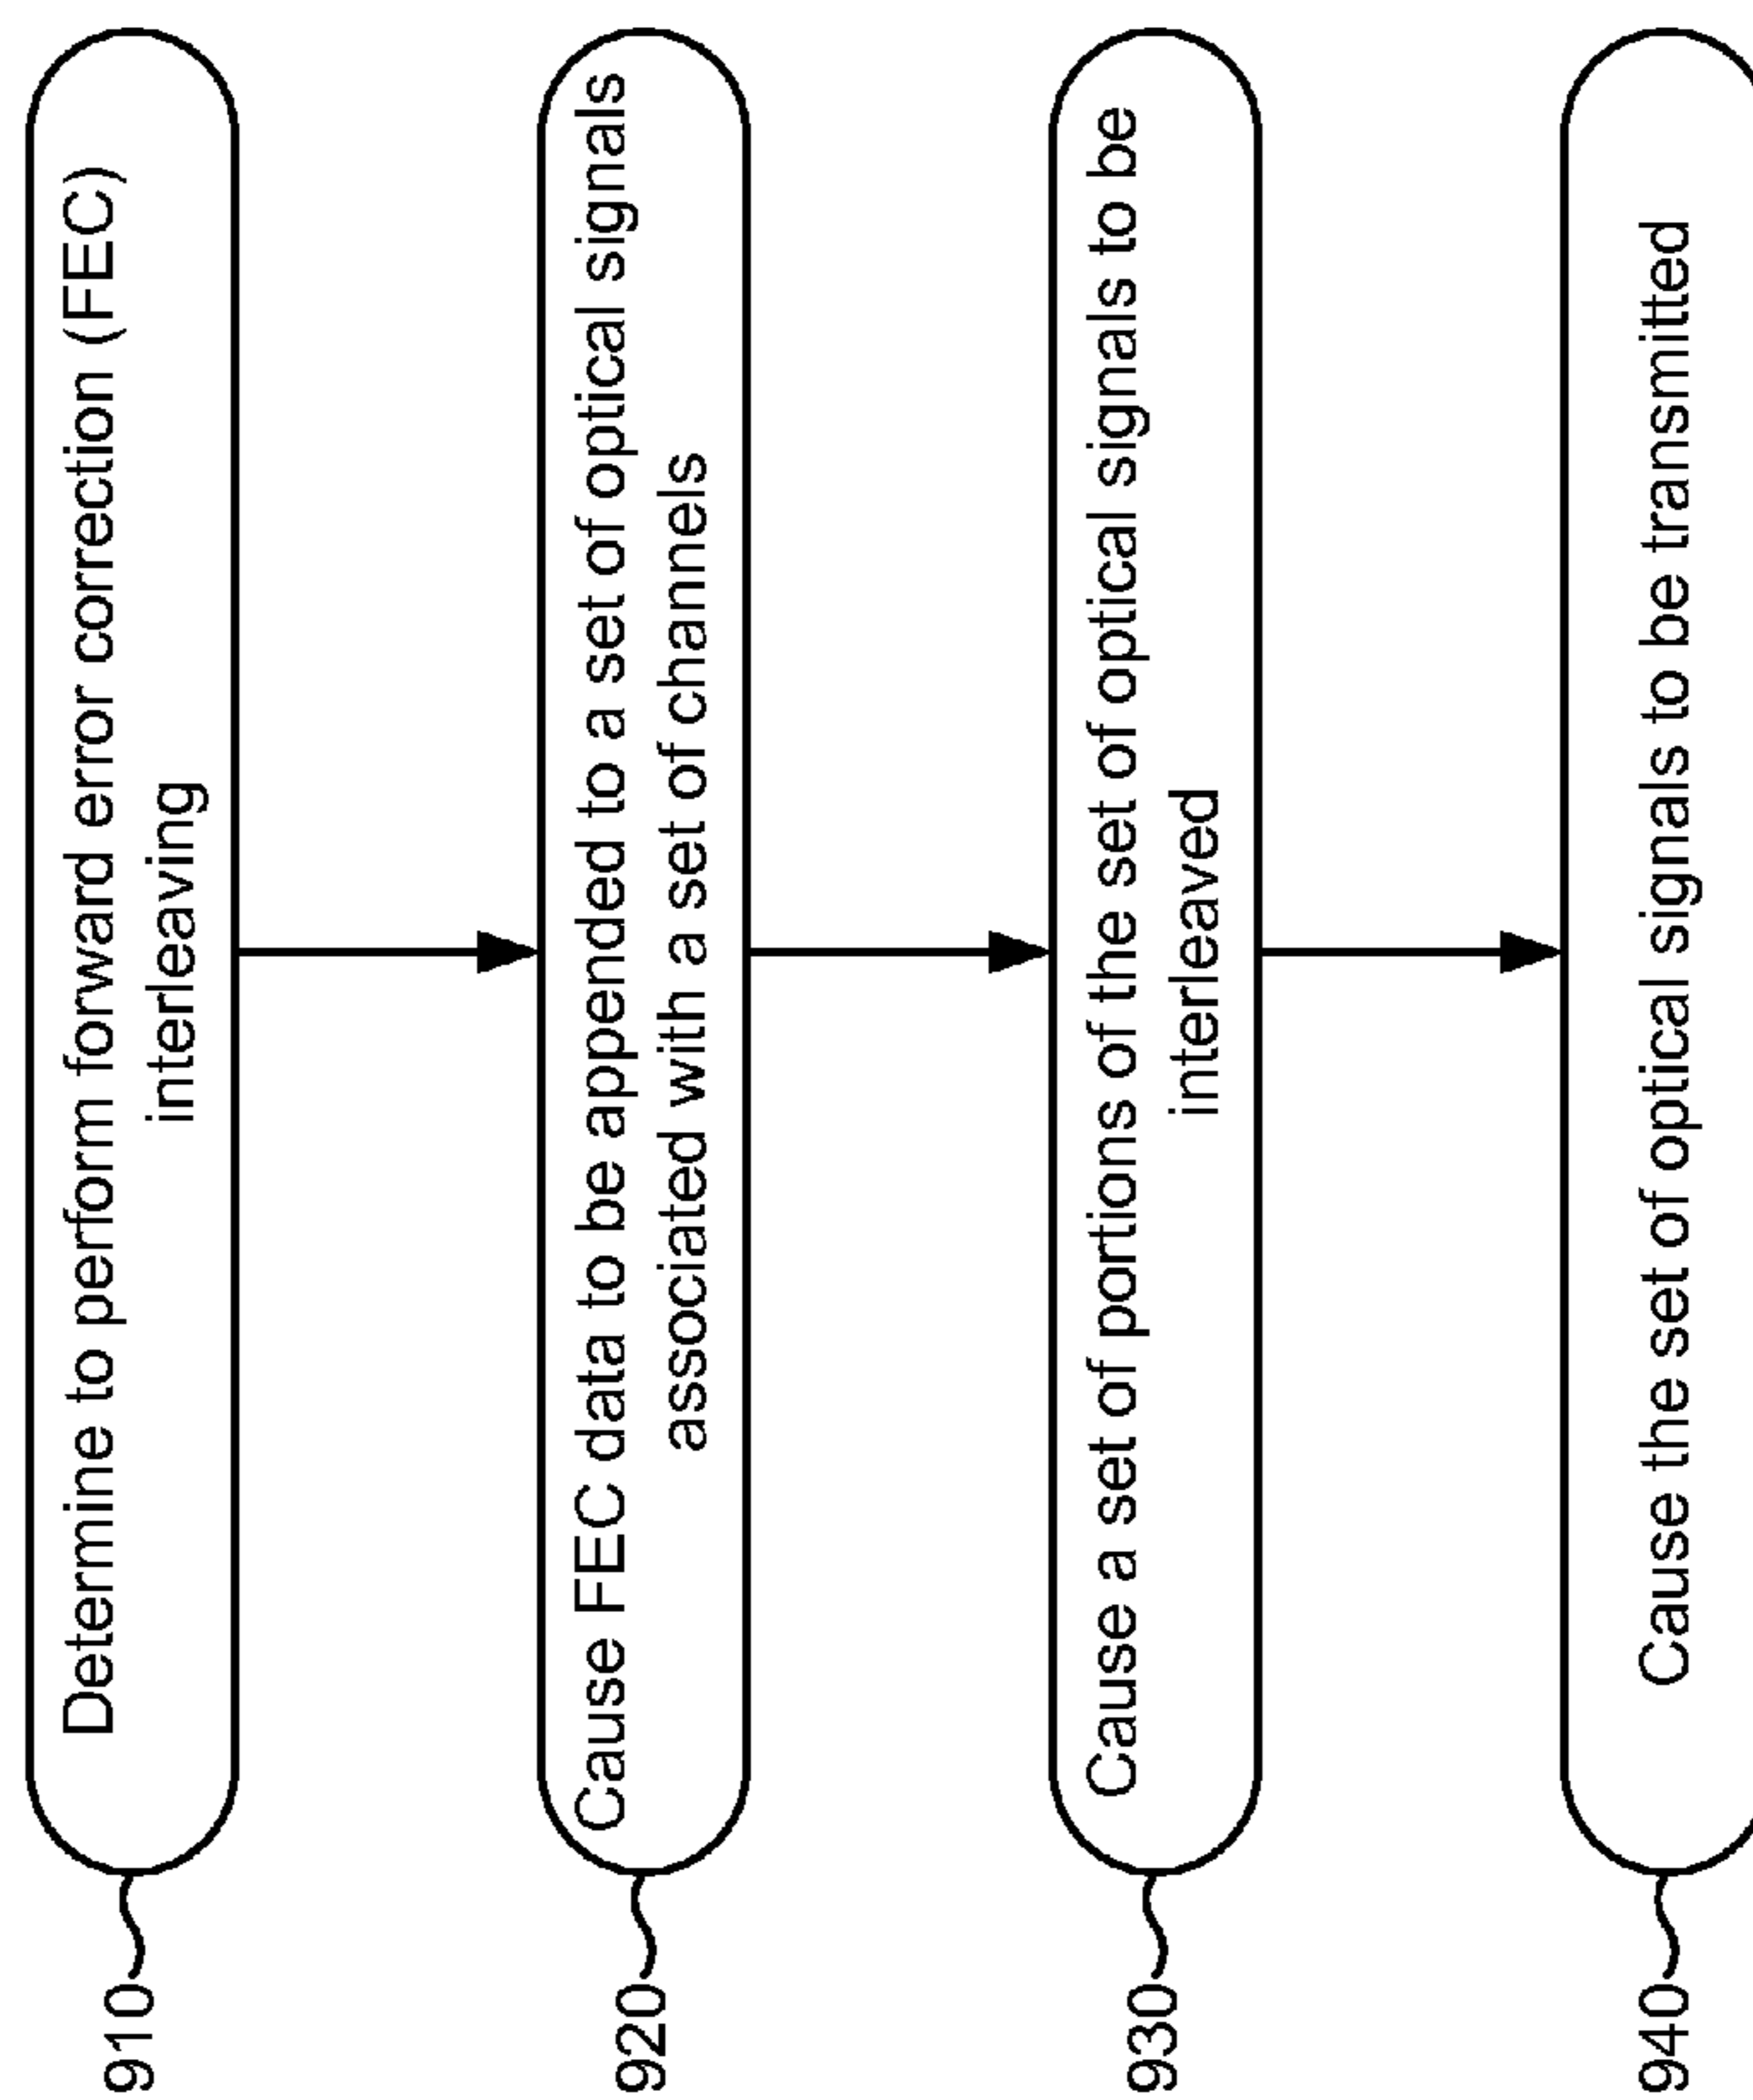 910
Determine to perform forward error correction (FEC)
interleaving
920
Cause FEC data to be appended to a set of optical signals
associated with a set of channels
930
Cause a set of portions of the set of optical signals to be
interleaved
940
Cause the set of optical signals to be transmitted